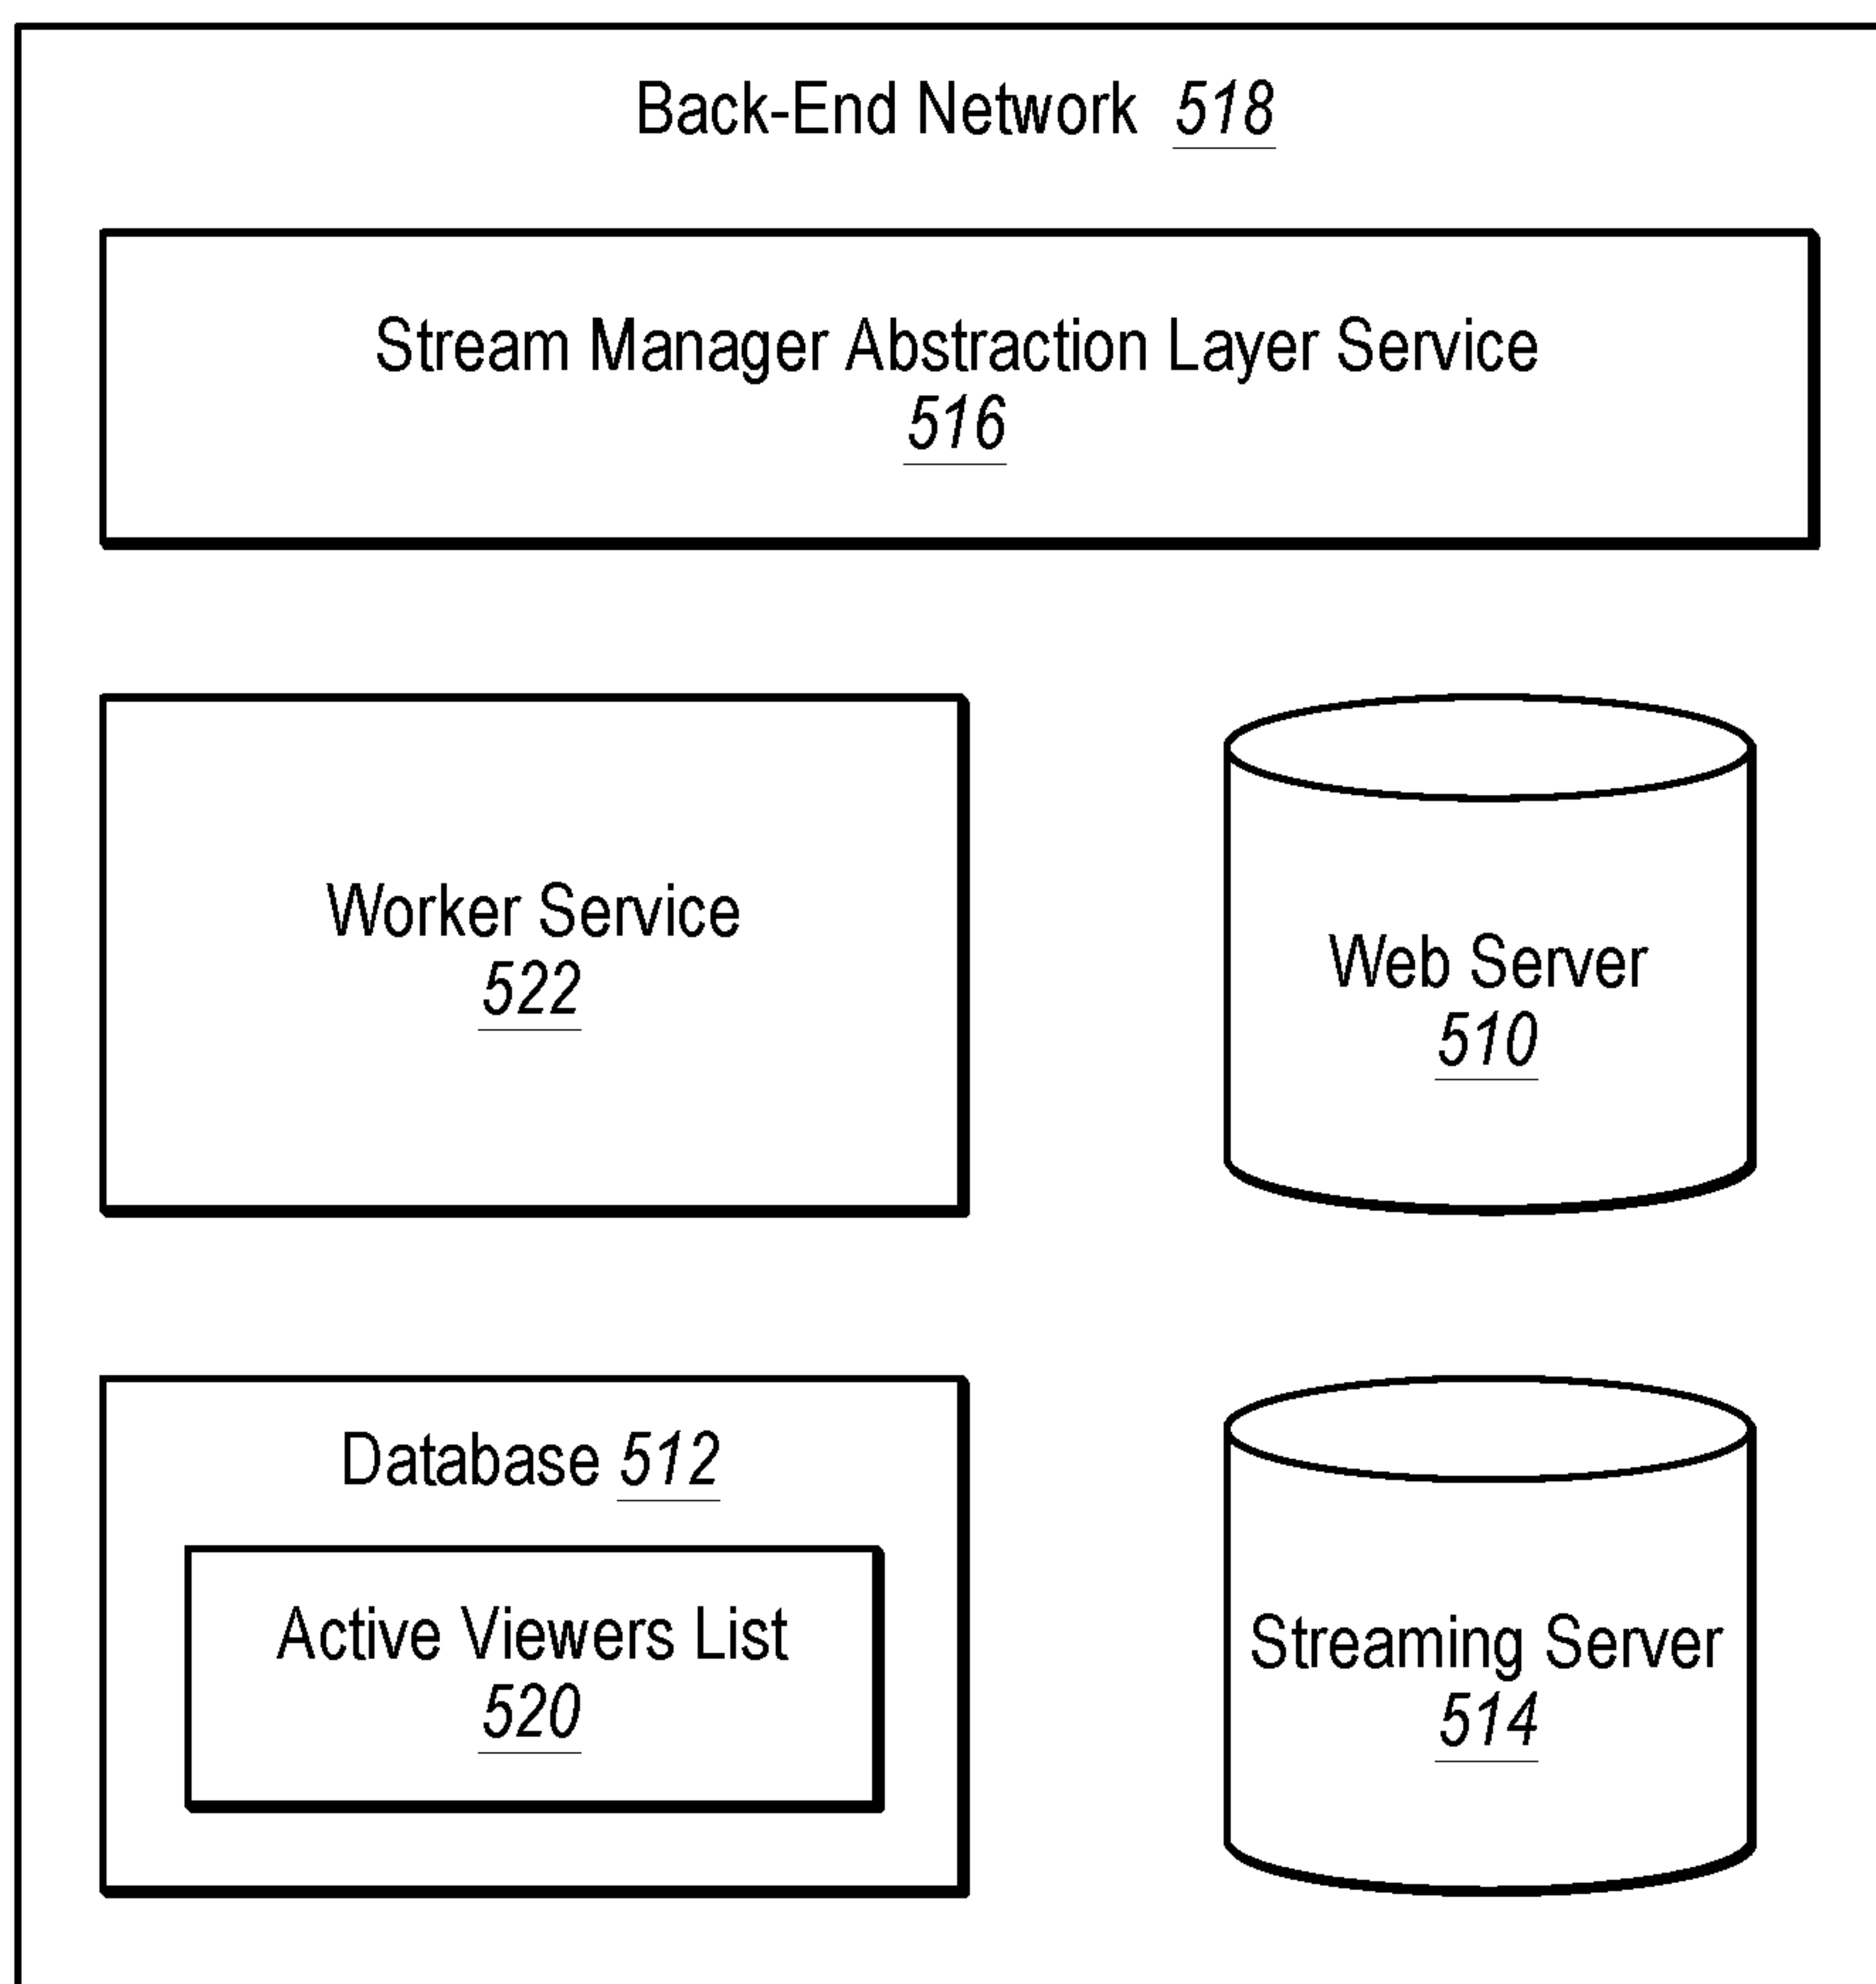 Back-End Network 518
Stream Manager Abstraction Layer Service
516
Worker Service
522
Web Server
510
Database 512
Active Viewers List
520
Streaming Server
514